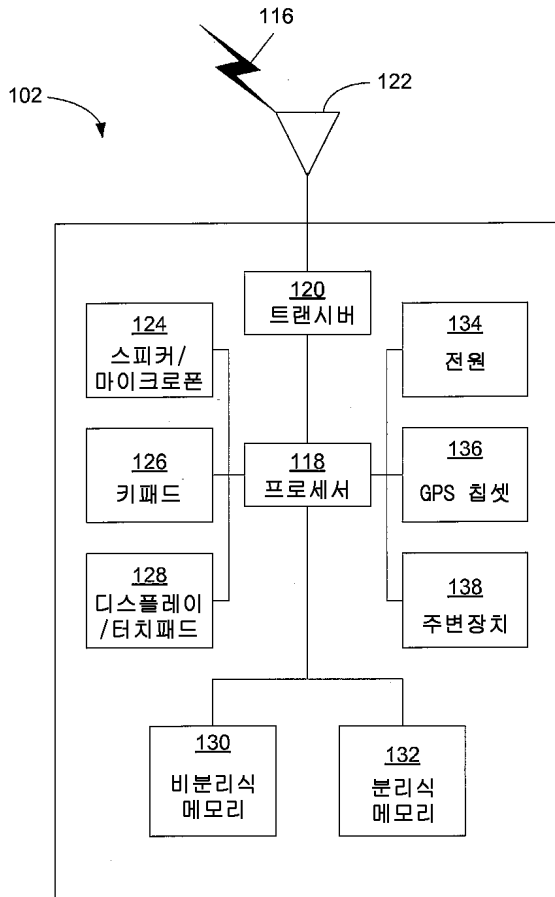 116
102
122
120
트랜시버
124
스피커/
마이크로폰
134
전원
126
키패드
118
프로세서
136
GPS 칩셋
128
디스플레이
/터치패드
138
주변장치
130
비분리식
메모리
132
분리식
메모리